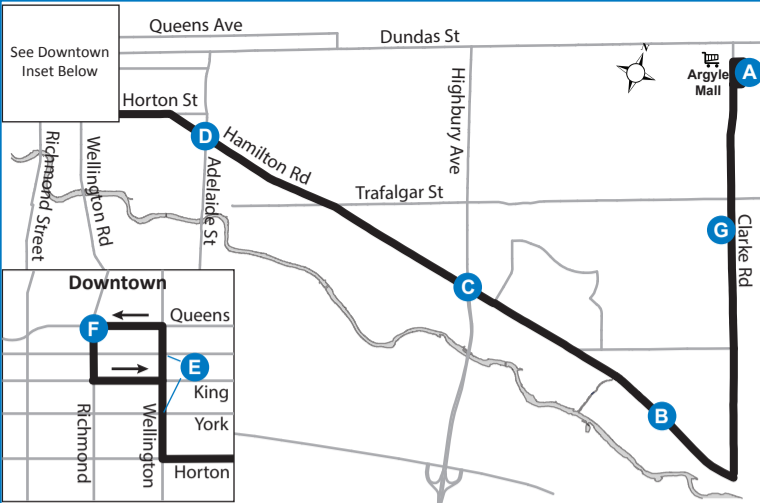 Queens Ave
Dundas St
See Downtown
Inset Below
N
Argyle
Mall
A
Horton St
Highbury Ave
D
Hamilton Rd
Richmond Street
Wellington Rd
Adelaide St
Trafalgar St
G
Clarke Rd
C
B
Downtown
Queens
F
E
King
York
Richmond
Wellington
Horton